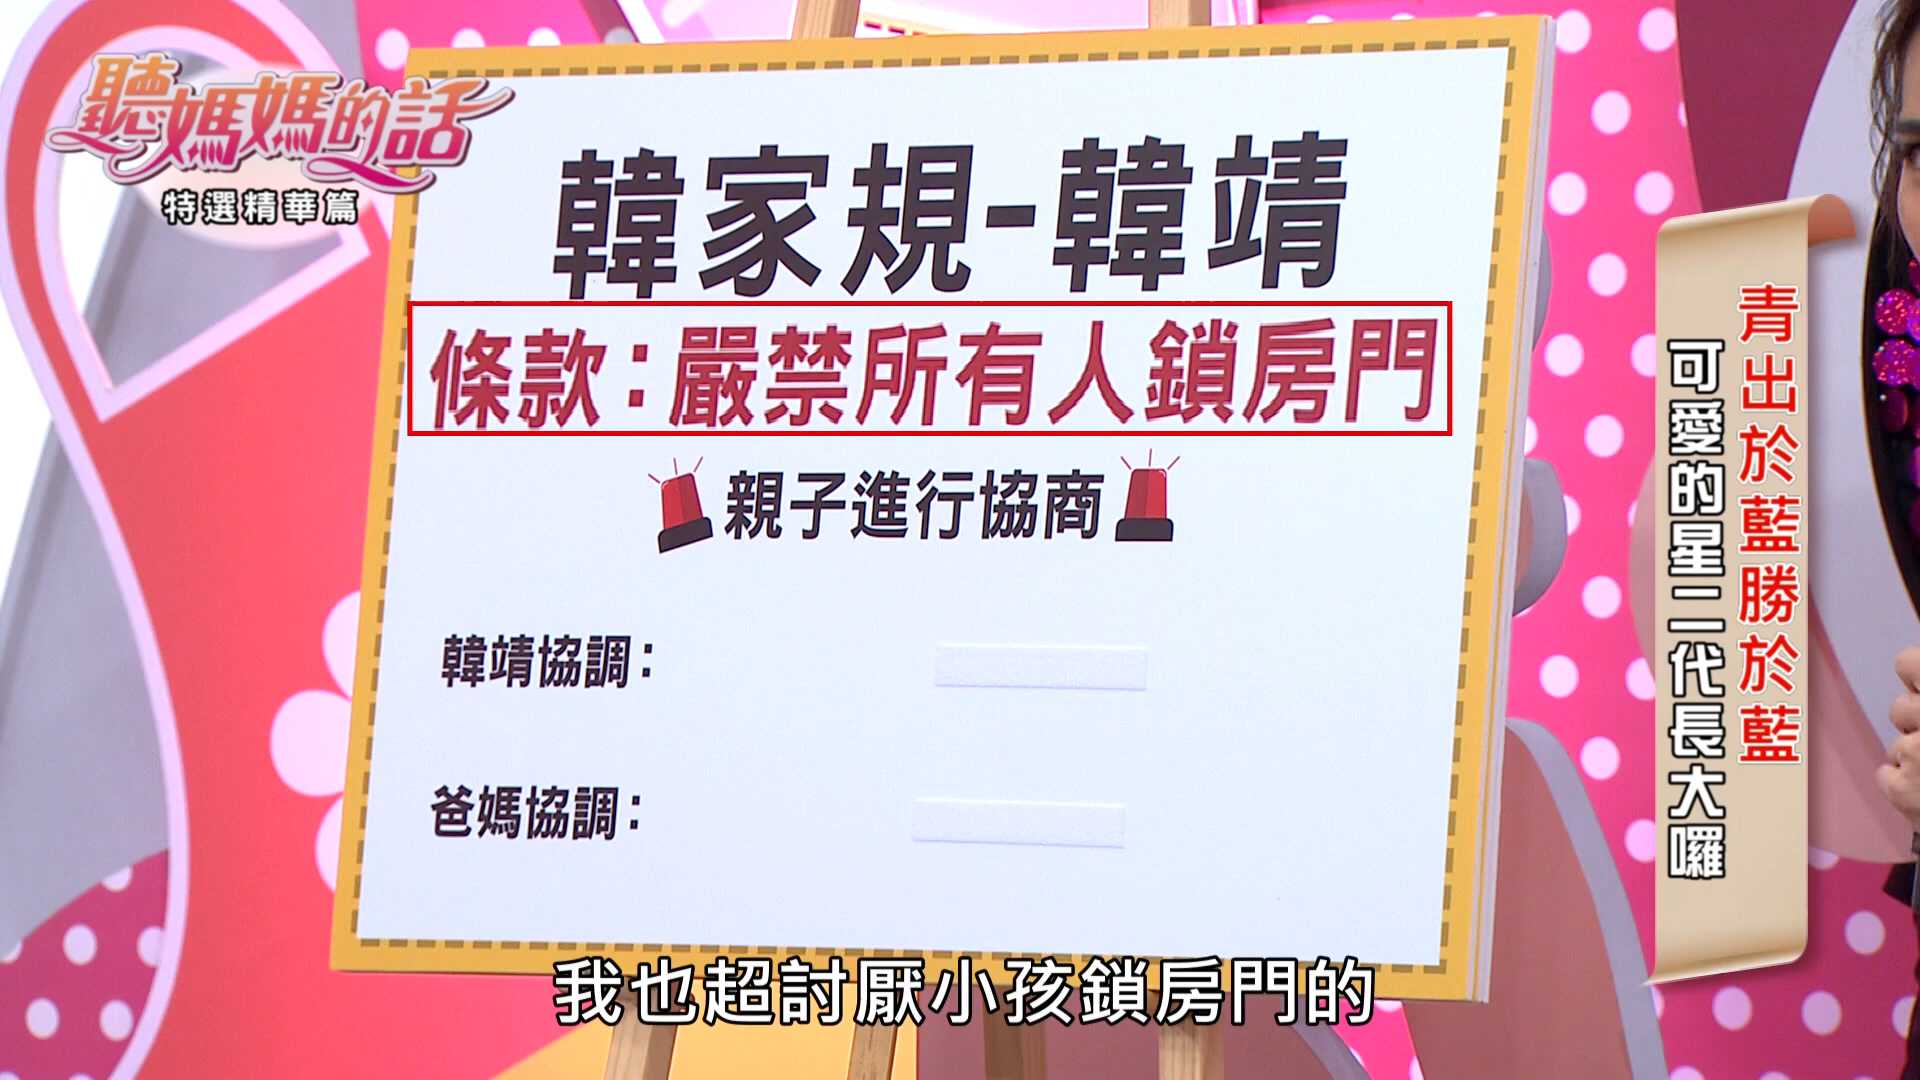 聽媽媽的話
特選精華篇
韓家規-韓靖
條款：嚴禁所有人鎖房門
親子進行協商
韓靖協調：
爸媽協調：
青出於藍勝於藍
可愛的星二代長大囉
我也超討厭小孩鎖房門的